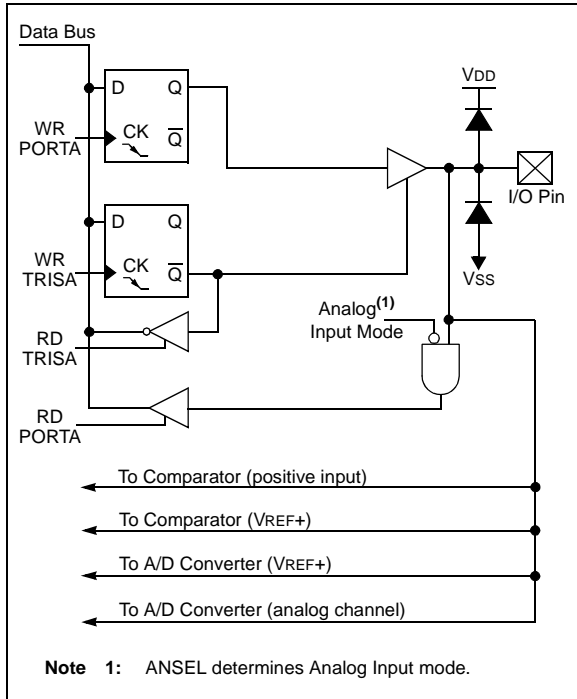 Data Bus
D Q
WR
PORTA
CK Q
VDD
I/O Pin
VSS
D Q
WR
TRISA
CK Q
Analog(1)
Input Mode
RD
TRISA
RD
PORTA
To Comparator (positive input)
To Comparator (VREF+)
To A/D Converter (VREF+)
To A/D Converter (analog channel)
Note 1: ANSEL determines Analog Input mode.